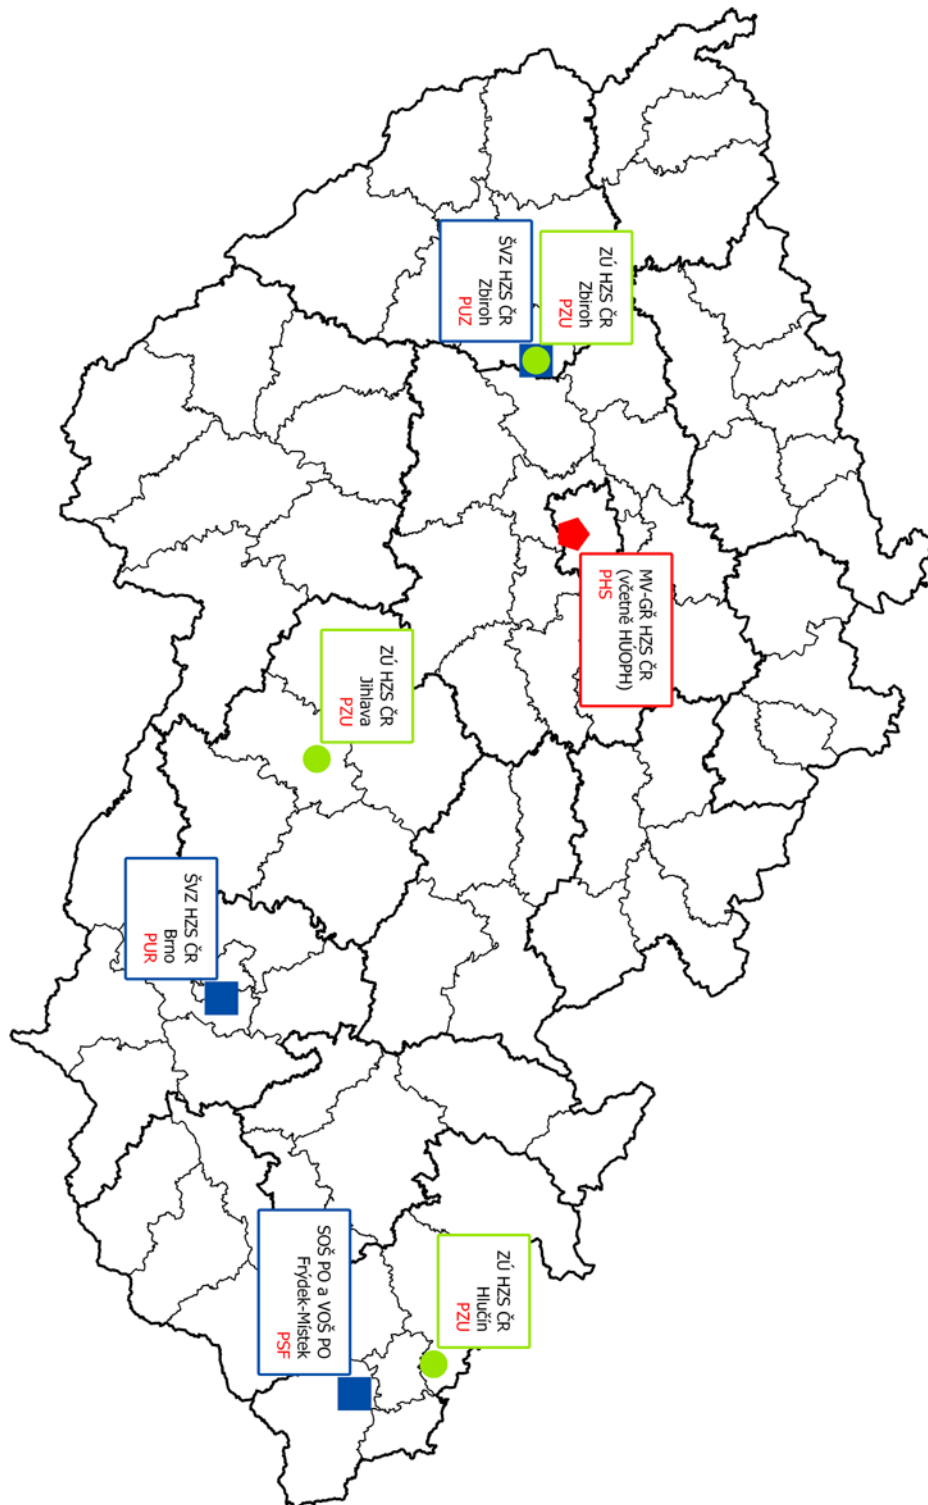 ZÚ HZS ČR
Zbiroh
PZU
ŠVZ HZS ČR
Zbiroh
PUZ
MV-GŘ HZS ČR
(včetně HÚOPH)
PHS
ZÚ HZS ČR
Jihlava
PZU
ŠVZ HZS ČR
Brno
PUR
ZÚ HZS ČR
Hlučín
PZU
SOŠ PO a VOŠ PO
Frýdek-Místek
PSF